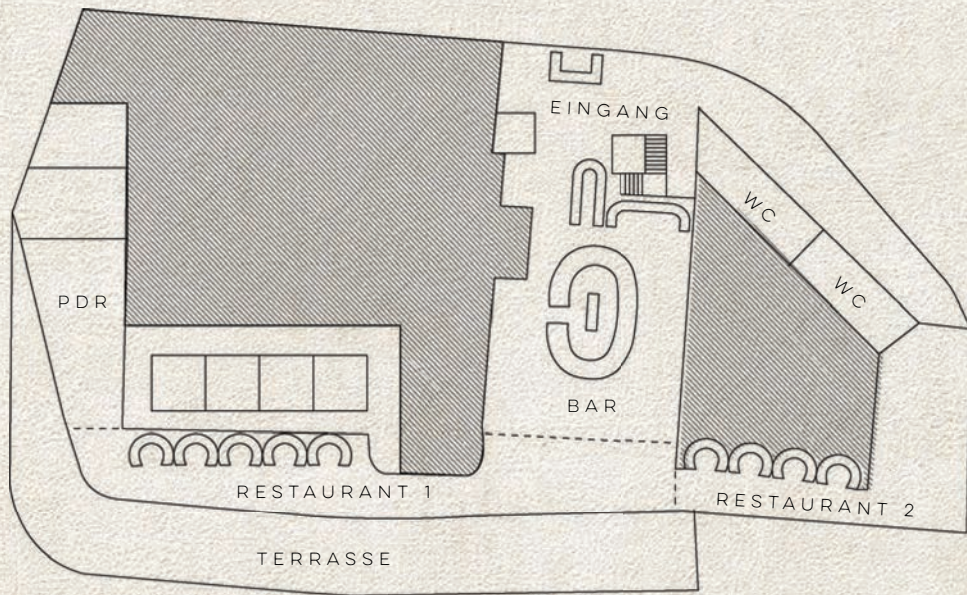 EINGANG
WC
WC
PDR
BAR
RESTAURANT 1
RESTAURANT 2
TERRASSE